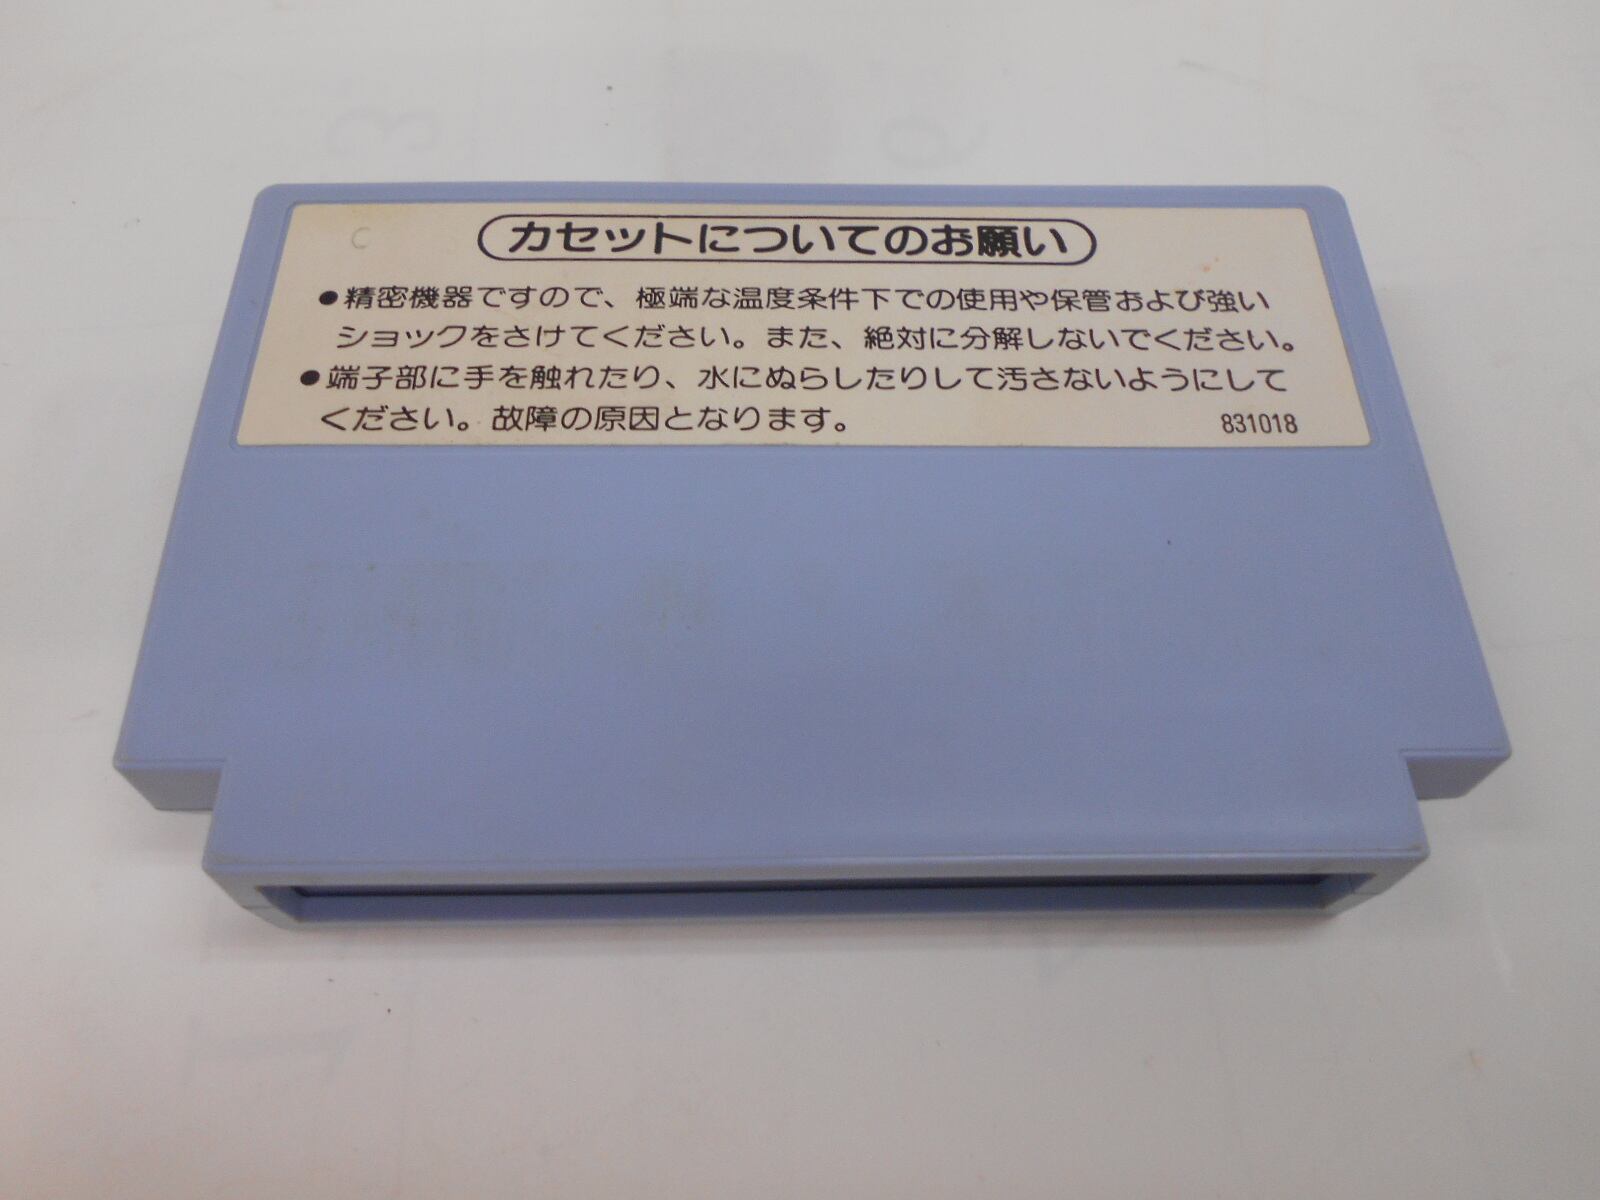 カセットについてのお願い
●精密機器ですので、極端な温度条件下での使用や保管および強い
ショックをさけてください。また、絶対に分解しないでください。
●端子部に手を触れたり、水にぬらしたりして汚さないようにして
ください。故障の原因となります。
831018
C